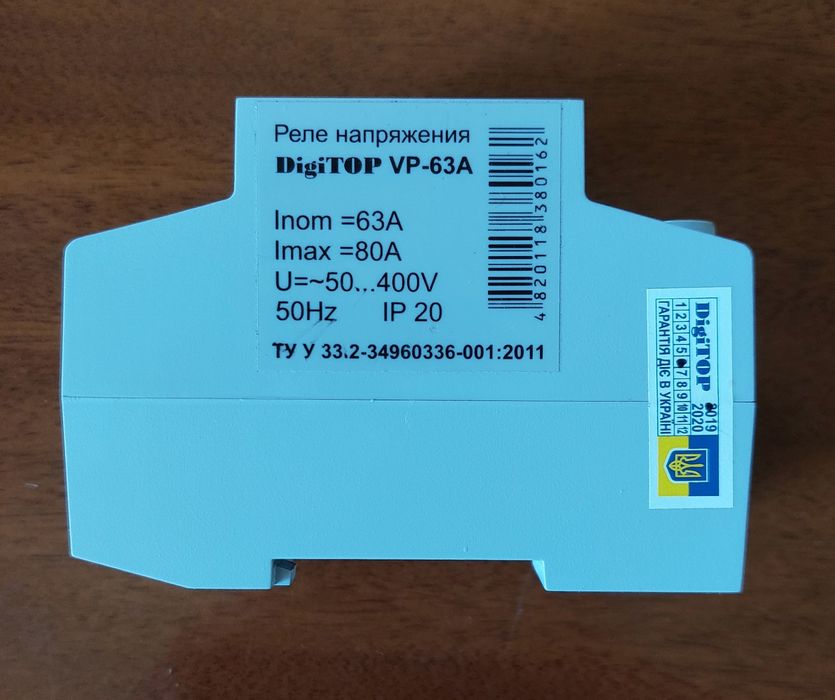 Реле напряжения
DigiTOP VP-63A
Inom =63A
Imax =80A
U=~50...400V
50Hz IP 20
ТУ У 33.2-34960336-001:2011
4 820118 380162
DigiTOP 2019
2020
1 2 3 4 5 7 8 9 10 11 12
ГАРАНТІЯ ДІЄ В УКРАЇНІ